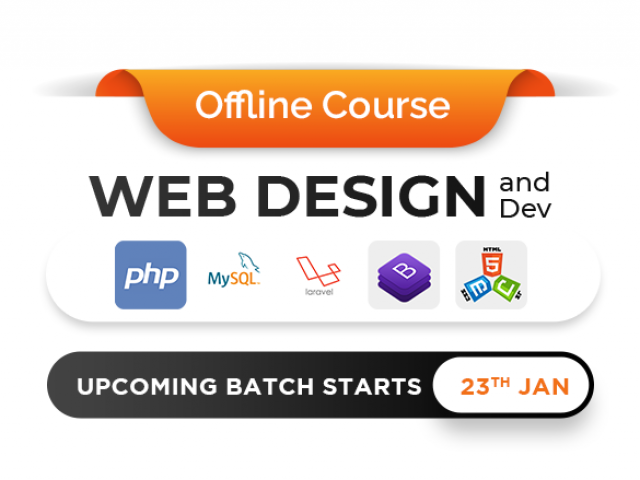 Offline Course
WEB DESIGN and Dev
php
MySQL
laravel
B
HTML
5
UPCOMING BATCH STARTS 23TH JAN